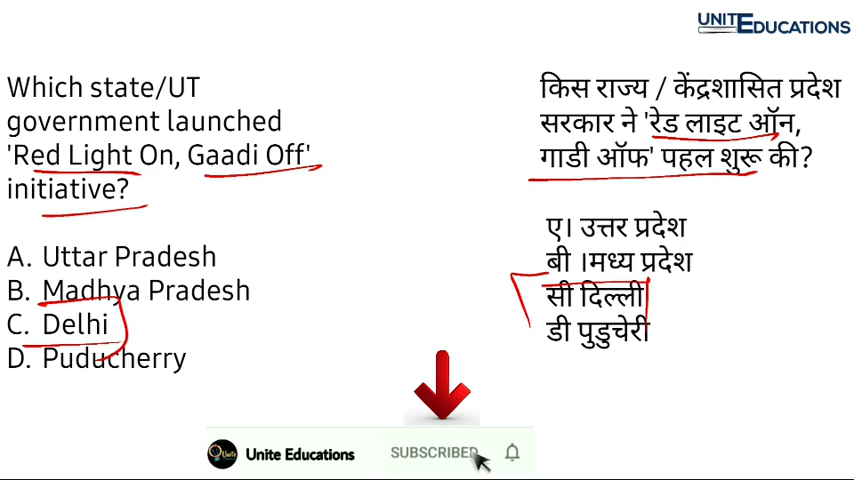 UNITEDUCATIONS
Which state/UT
government launched
'Red Light On, Gaadi Off'
initiative?
A. Uttar Pradesh
B. Madhya Pradesh
C. Delhi
D. Puducherry
किस राज्य / केंद्रशासित प्रदेश
सरकार ने 'रेड लाइट ऑन,
गाडी ऑफ' पहल शुरू की?
ए। उत्तर प्रदेश
बी ।मध्य प्रदेश
सी दिल्ली
डी पुडुचेरी
Unite Educations SUBSCRIBED